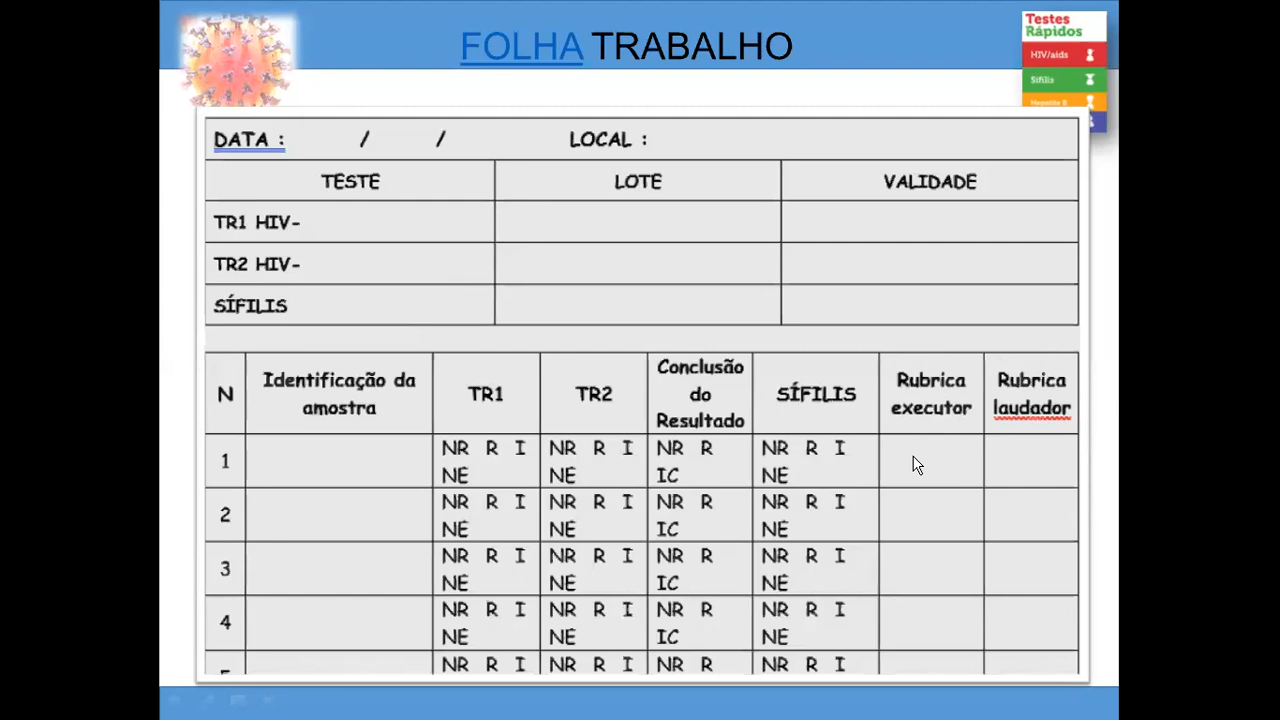 FOLHA TRABALHO
Testes
Rápidos
HIV/aids
Sífilis
Hepatite B
DATA : / / LOCAL :
TESTE LOTE VALIDADE
TR1 HIV-
TR2 HIV-
SÍFILIS
N Identificação da amostra TR1 TR2 Conclusão do Resultado SÍFILIS Rubrica executor Rubrica laudador
1 NR R I NE NR R I NE NR R IC NR R I NE
2 NR R I NE NR R I NE NR R IC NR R I NE
3 NR R I NE NR R I NE NR R IC NR R I NE
4 NR R I NE NR R I NE NR R IC NR R I NE
NR R I NR R I NR R NR R I